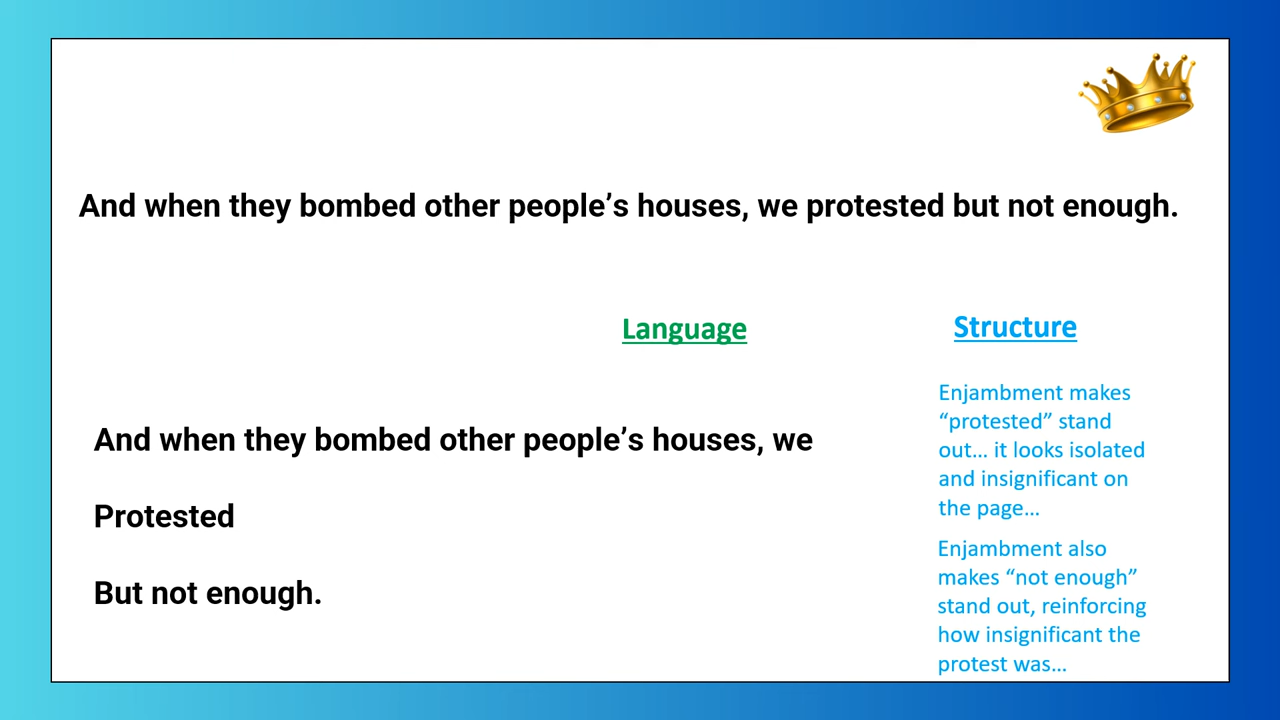 And when they bombed other people’s houses, we protested but not enough.
Language
Structure
And when they bombed other people’s houses, we
Protested
But not enough.
Enjambment makes
“protested” stand
out… it looks isolated
and insignificant on
the page…
Enjambment also
makes “not enough”
stand out, reinforcing
how insignificant the
protest was…